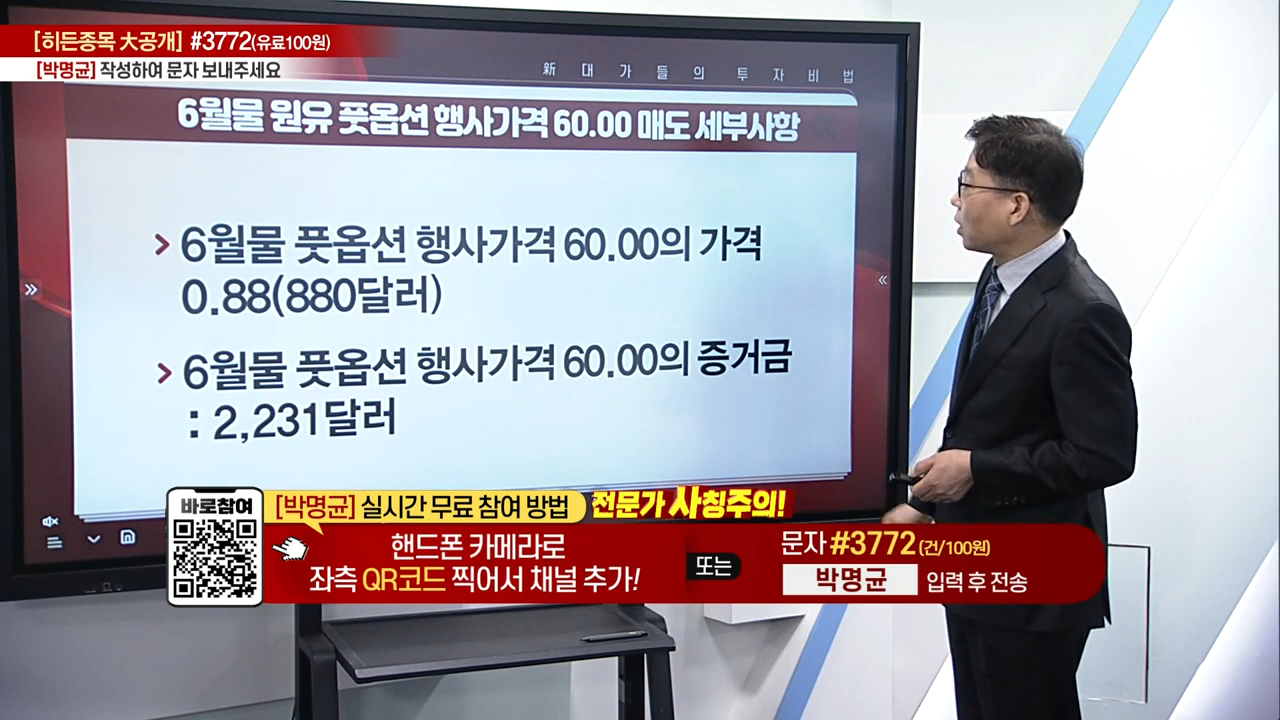 [히든종목 大공개] #3772(유료100원)
[박명균] 작성하여 문자 보내주세요
新 대가들의 투자비법
6월물 원유 풋옵션 행사가격 60.00 매도 세부사항
6월물 풋옵션 행사가격 60.00의 가격
0.88(880달러)
6월물 풋옵션 행사가격 60.00의 증거금
: 2,231달러
바로참여
[박명균] 실시간 무료 참여 방법
전문가 사칭주의!
핸드폰 카메라로
좌측 QR코드 찍어서 채널 추가!
또는
문자 #3772(건/100원)
박명균 입력 후 전송